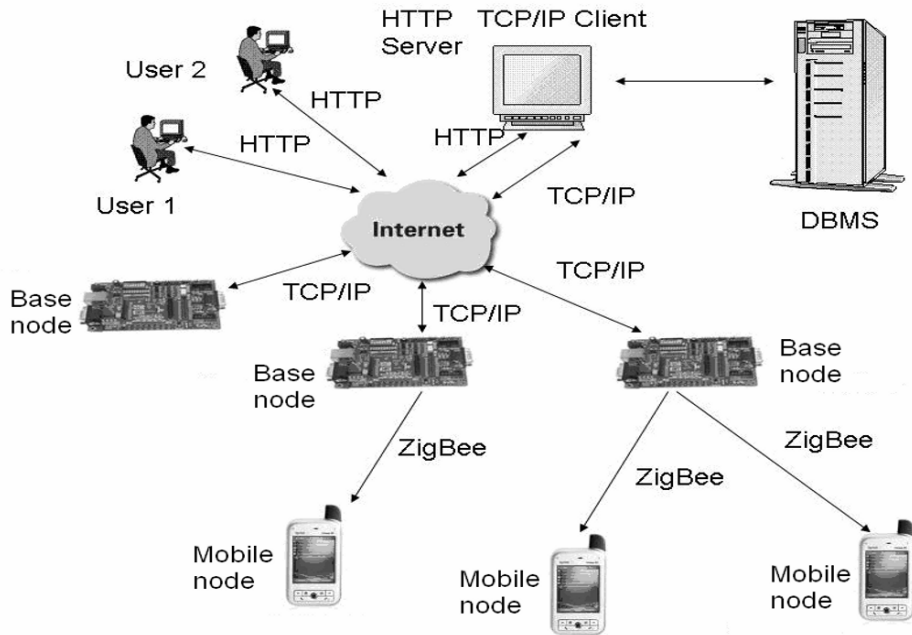 HTTP Server
TCP/IP Client
User 2
HTTP
HTTP
HTTP
User 1
TCP/IP
DBMS
Internet
TCP/IP
TCP/IP
TCP/IP
Base
node
Base
node
Base
node
ZigBee
ZigBee
ZigBee
Mobile
node
Mobile
node
Mobile
node